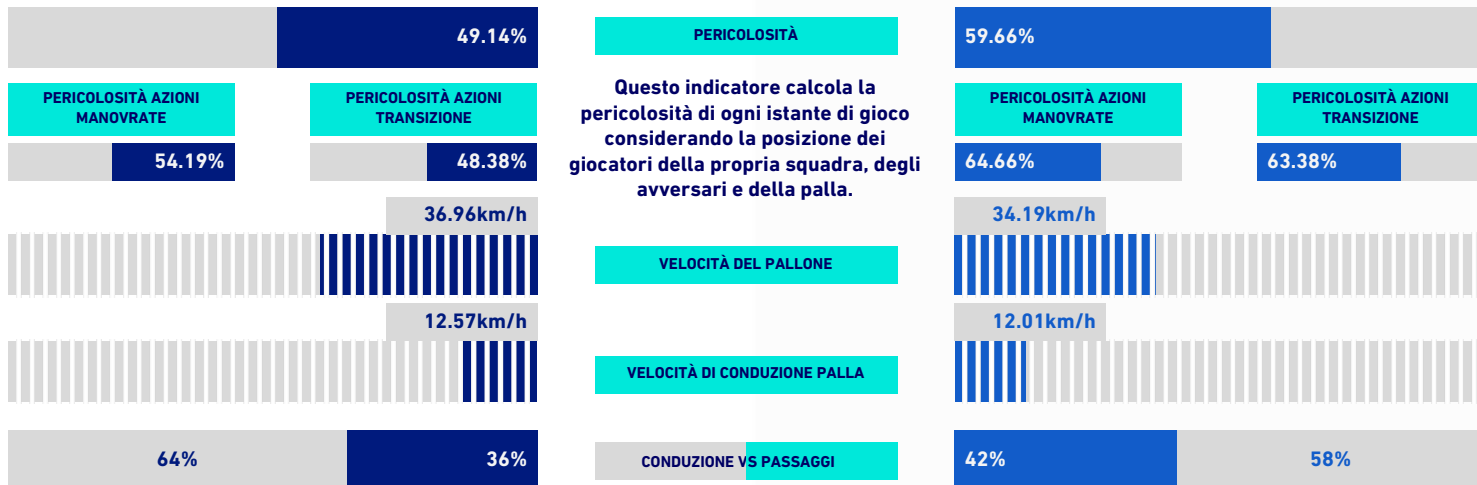 49.14%
PERICOLOSITÀ
59.66%
Questo indicatore calcola la
pericolosità di ogni istante di gioco
considerando la posizione dei
giocatori della propria squadra, degli
avversari e della palla.
PERICOLOSITÀ AZIONI
MANOVRATE
54.19%
PERICOLOSITÀ AZIONI
TRANSIZIONE
48.38%
PERICOLOSITÀ AZIONI
MANOVRATE
64.66%
PERICOLOSITÀ AZIONI
TRANSIZIONE
63.38%
36.96km/h
VELOCITÀ DEL PALLONE
34.19km/h
12.57km/h
VELOCITÀ DI CONDUZIONE PALLA
12.01km/h
64%
36%
CONDUZIONE VS PASSAGGI
42%
58%